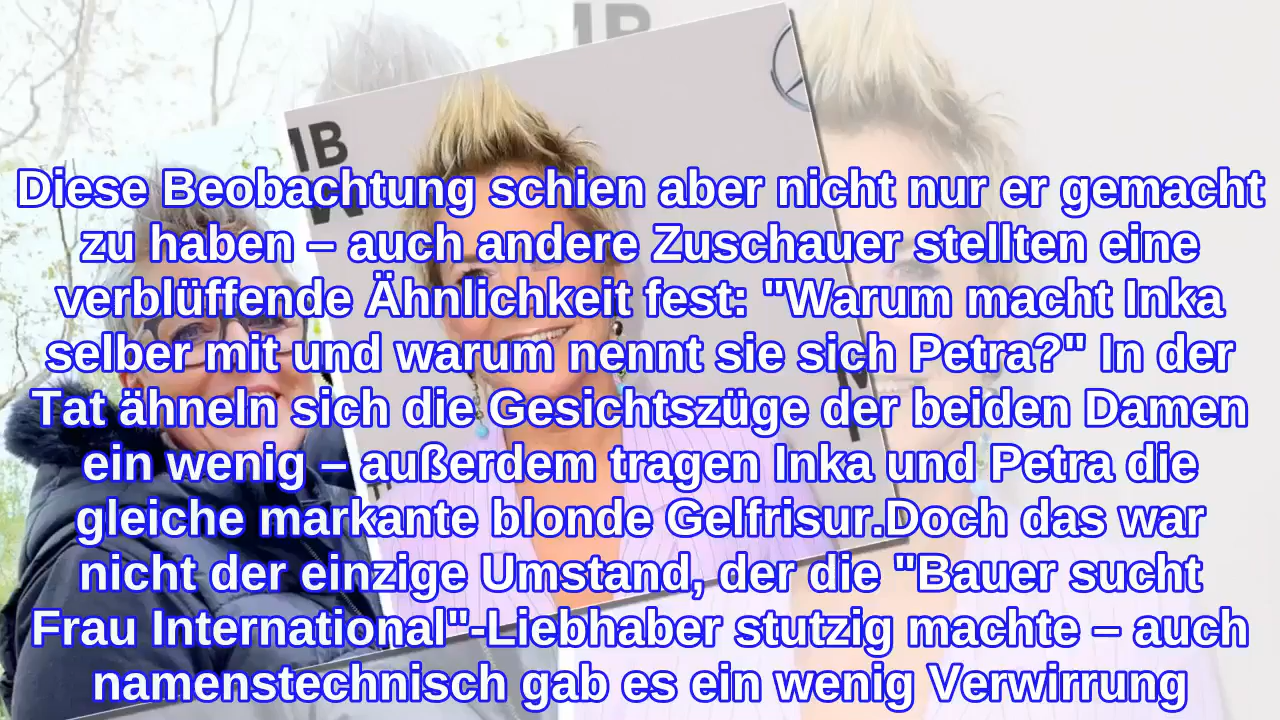 IB
IB
Diese Beobachtung schien aber nicht nur er gemacht
zu haben – auch andere Zuschauer stellten eine
verblüffende Ähnlichkeit fest: "Warum macht Inka
selber mit und warum nennt sie sich Petra?" In der
Tat ähneln sich die Gesichtszüge der beiden Damen
ein wenig – außerdem tragen Inka und Petra die
gleiche markante blonde Gelfrisur.Doch das war
nicht der einzige Umstand, der die "Bauer sucht
Frau International"-Liebhaber stutzig machte – auch
namenstechnisch gab es ein wenig Verwirrung